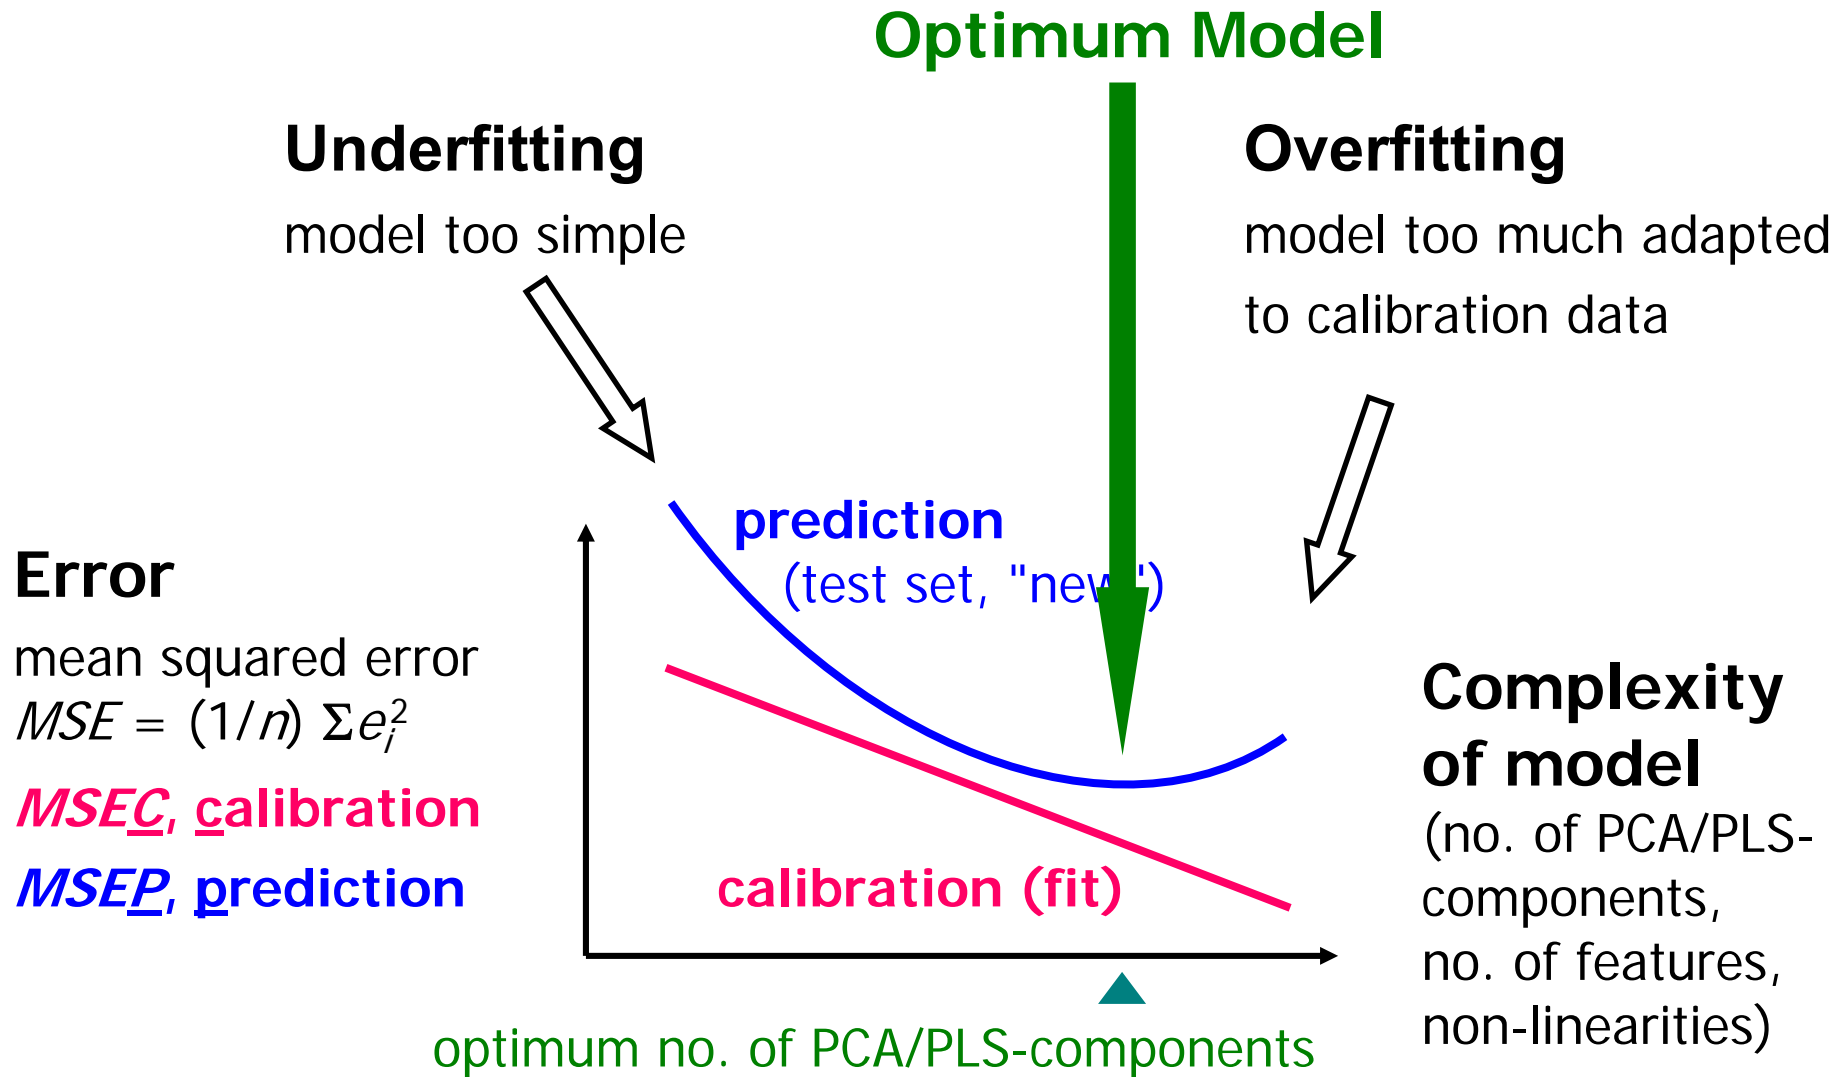 Optimum Model
Underfitting
model too simple
Overfitting
model too much adapted
to calibration data
prediction
(test set, "new")
Error
mean squared error
MSE = (1/n) Σe_i^2
MSEC, calibration
MSEP, prediction
calibration (fit)
Complexity
of model
(no. of PCA/PLS-
components,
no. of features,
non-linearities)
optimum no. of PCA/PLS-components